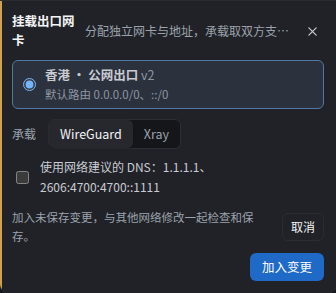 挂载出口网
卡
分配独立网卡与地址，承载取双方支…
香港 · 公网出口 v2
默认路由 0.0.0.0/0、::/0
承载 WireGuard Xray
使用网络建议的 DNS：1.1.1.1、
2606:4700:4700::1111
加入未保存变更，与其他网络修改一起检查和保
存。
取消
加入变更